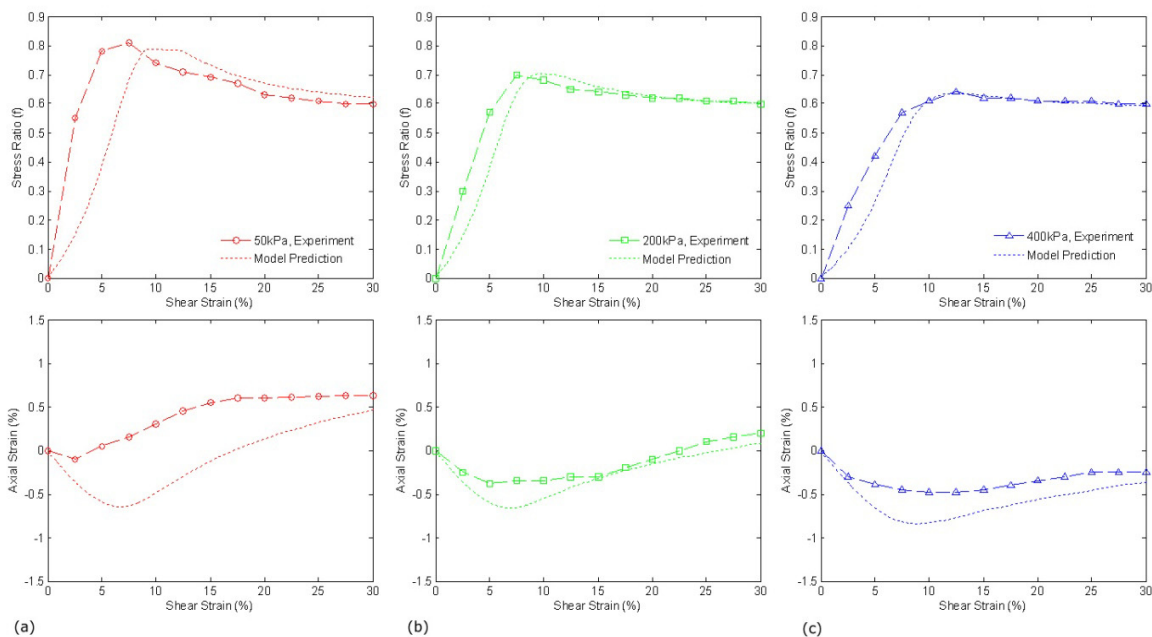 0.9
0.8
0.7
0.6
0.5
0.4
0.3
0.2
0.1
0
Stress Ratio (f)
50kPa, Experiment
Model Prediction
0 5 10 15 20 25 30
Shear Strain (%)
0.9
0.8
0.7
0.6
0.5
0.4
0.3
0.2
0.1
0
Stress Ratio (f)
200kPa, Experiment
Model Prediction
0 5 10 15 20 25 30
Shear Strain (%)
0.9
0.8
0.7
0.6
0.5
0.4
0.3
0.2
0.1
0
Stress Ratio (f)
400kPa, Experiment
Model Prediction
0 5 10 15 20 25 30
Shear Strain (%)
1.5
1
0.5
0
-0.5
-1
-1.5
Axial Strain (%)
0 5 10 15 20 25 30
Shear Strain (%)
(a)
1.5
1
0.5
0
-0.5
-1
-1.5
Axial Strain (%)
0 5 10 15 20 25 30
Shear Strain (%)
(b)
1.5
1
0.5
0
-0.5
-1
-1.5
Axial Strain (%)
0 5 10 15 20 25 30
Shear Strain (%)
(c)